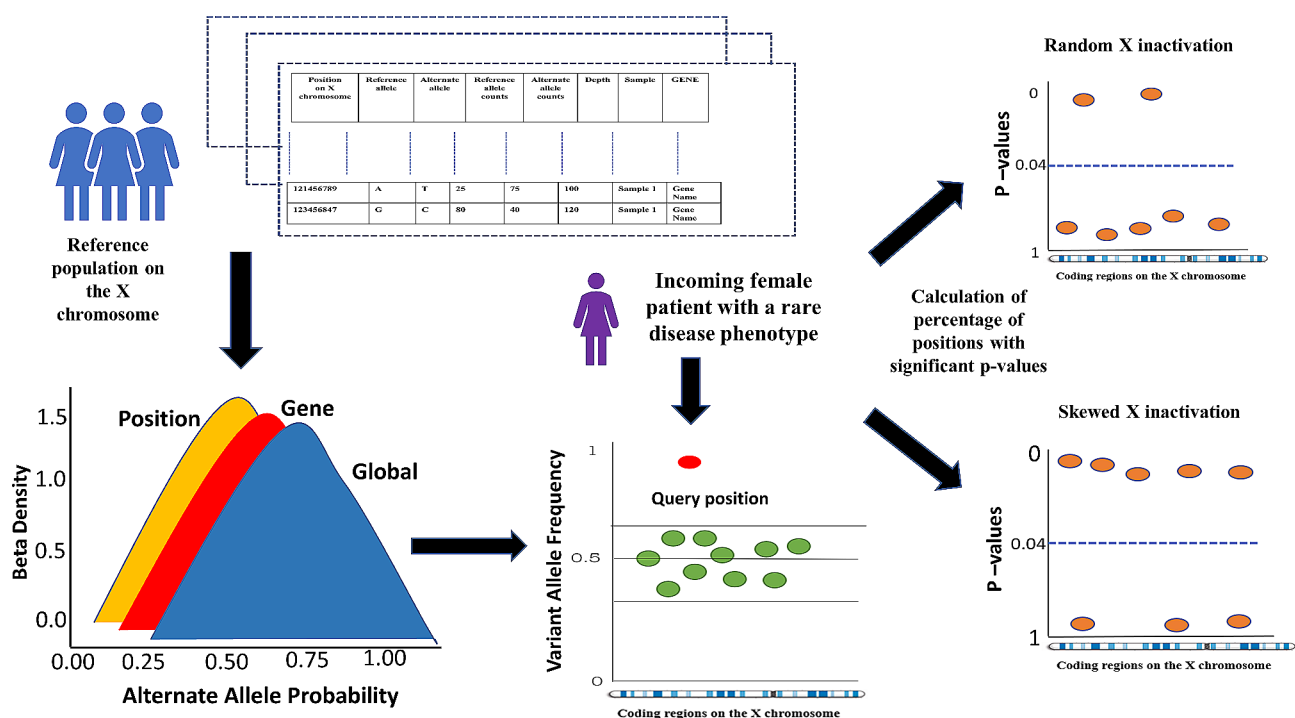 Reference
population on
the X
chromosome
Position
on X
chromosome
Reference
allele
Alternate
allele
Reference
allele
counts
Alternate
allele
counts
Depth
Sample
GENE
121456789 A T 25 75 100 Sample 1 Gene
Name
123456847 G C 80 40 120 Sample 1 Gene
Name
Incoming female
patient with a rare
disease phenotype
Calculation of
percentage of
positions with
significant p-values
Random X inactivation
P –values
0
0.04
1
Coding regions on the X chromosome
Skewed X inactivation
P –values
0
0.04
1
Coding regions on the X chromosome
Beta Density
1.5
1.0
0.5
0.0
Position
Gene
Global
0.00 0.25 0.50 0.75 1.00
Alternate Allele Probability
Variant Allele Frequency
1
0.5
0
Query position
Coding regions on the X chromosome